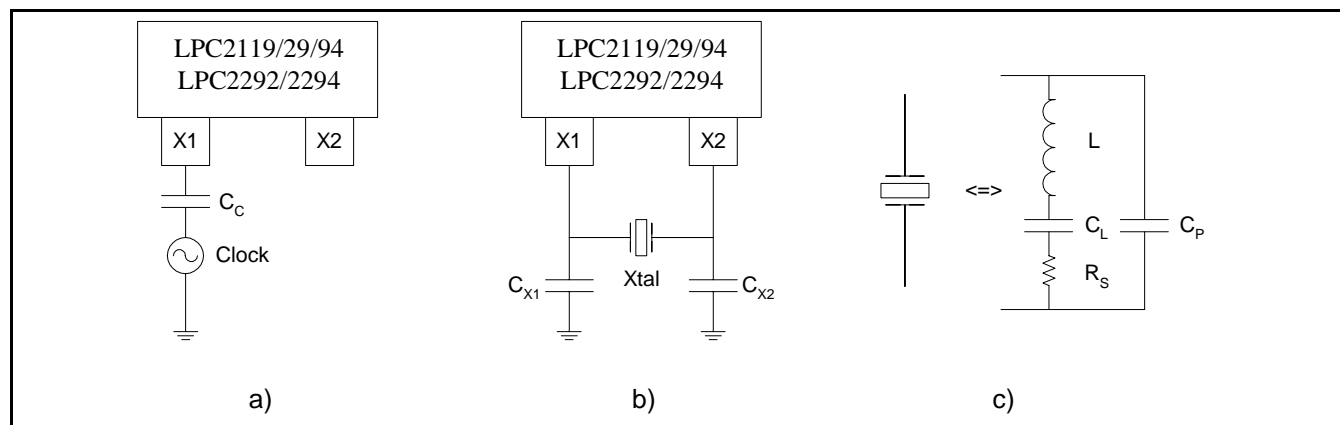 LPC2119/29/94
LPC2292/2294
X1
X2
C_C
Clock
a)
LPC2119/29/94
LPC2292/2294
X1
X2
Xtal
C_X1
C_X2
b)
<=>
L
C_L
C_P
R_S
c)